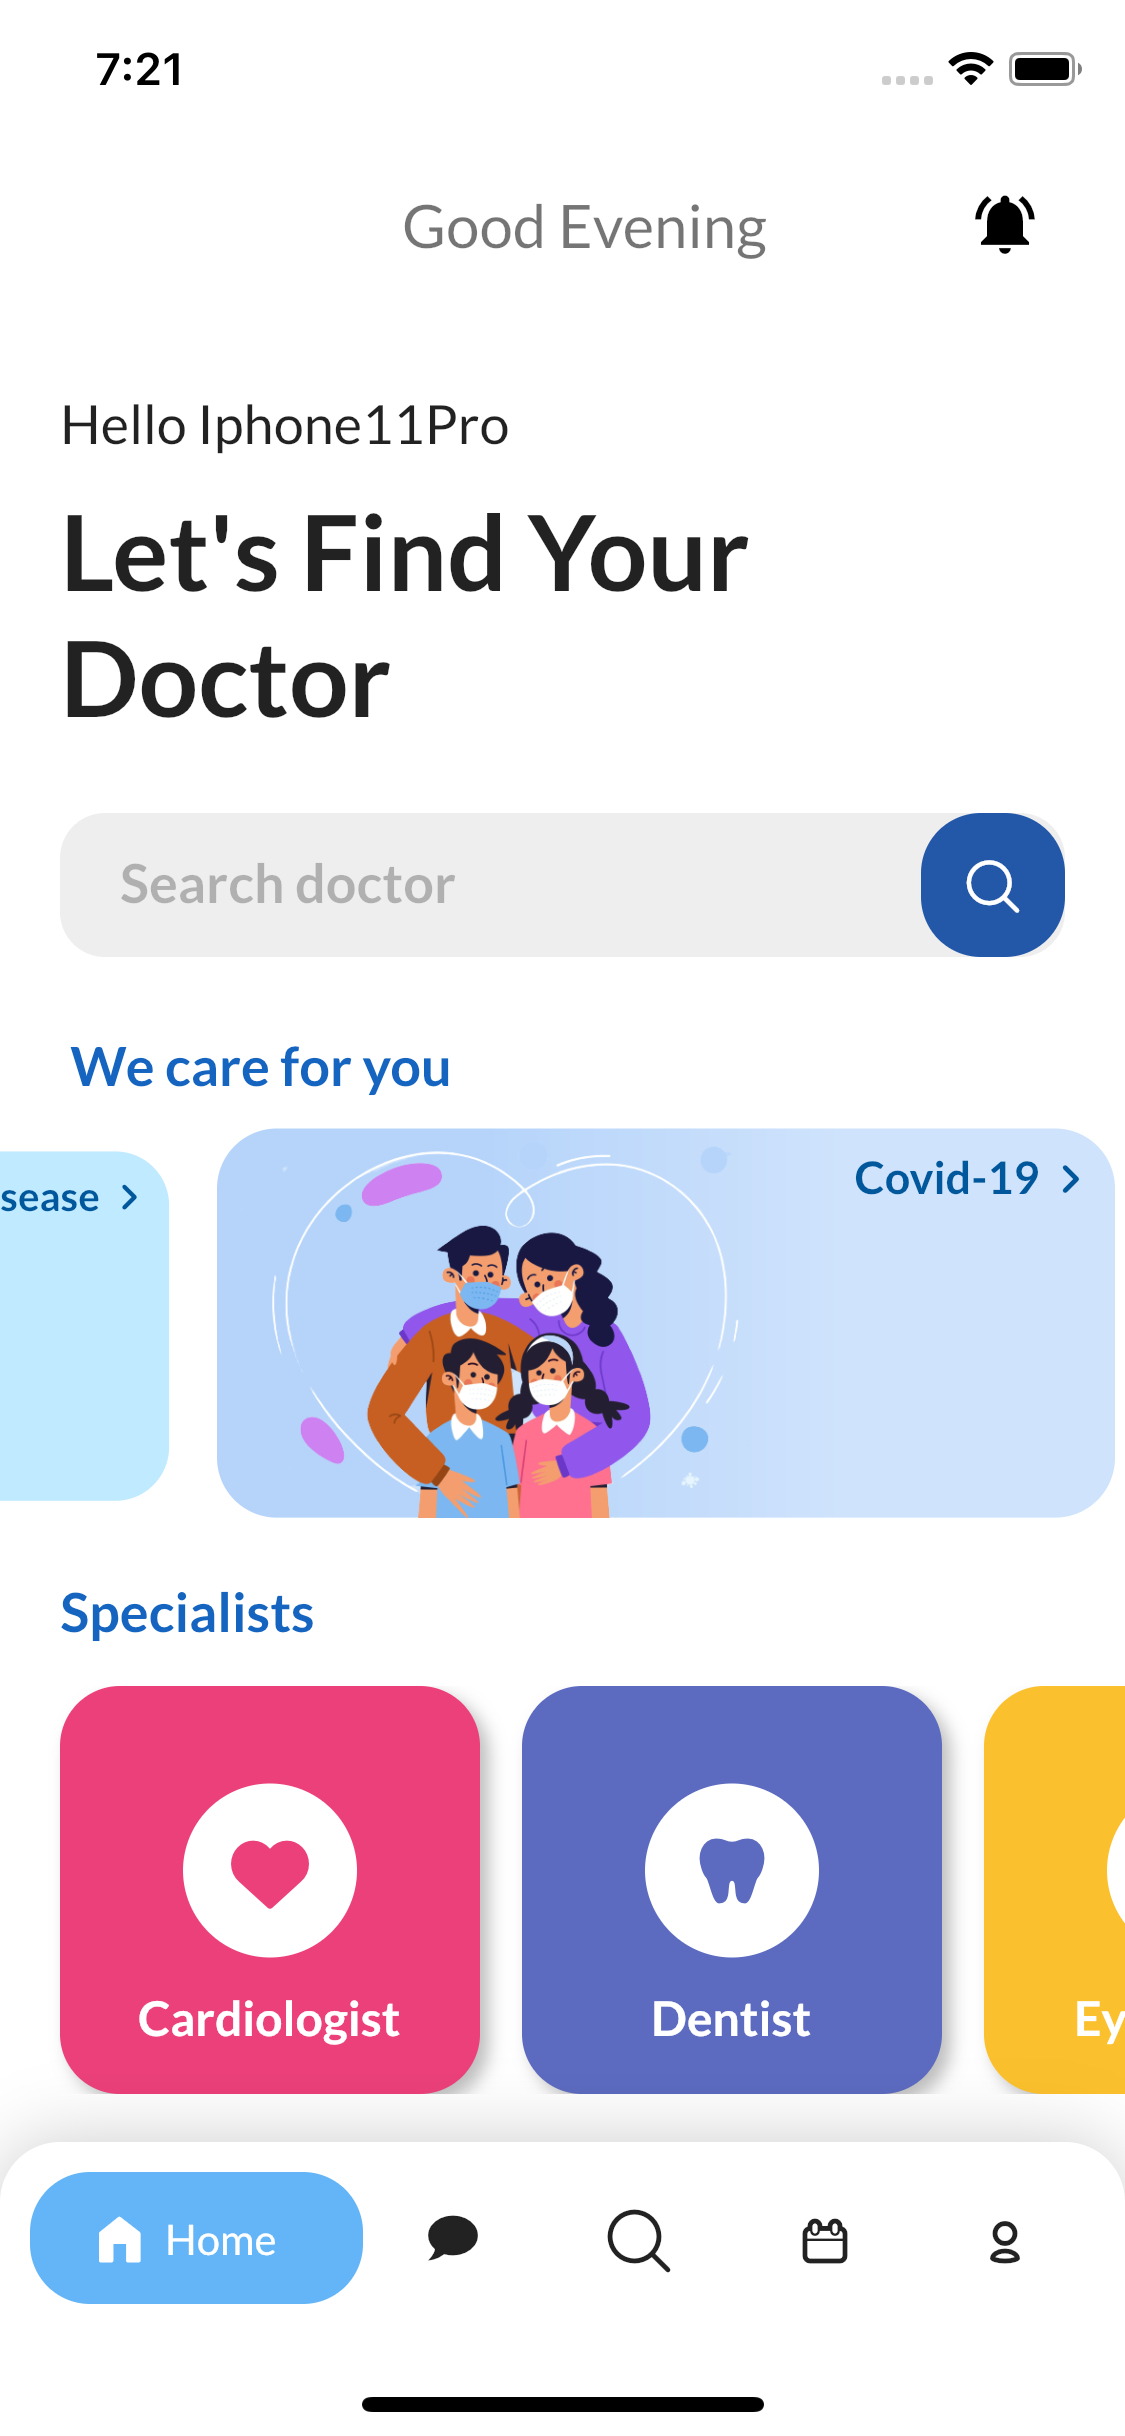 7:21
Good Evening
Hello Iphone11Pro
Let's Find Your
Doctor
Search doctor
We care for you
sease
Covid-19
Specialists
Cardiologist
Dentist
Ey
Home